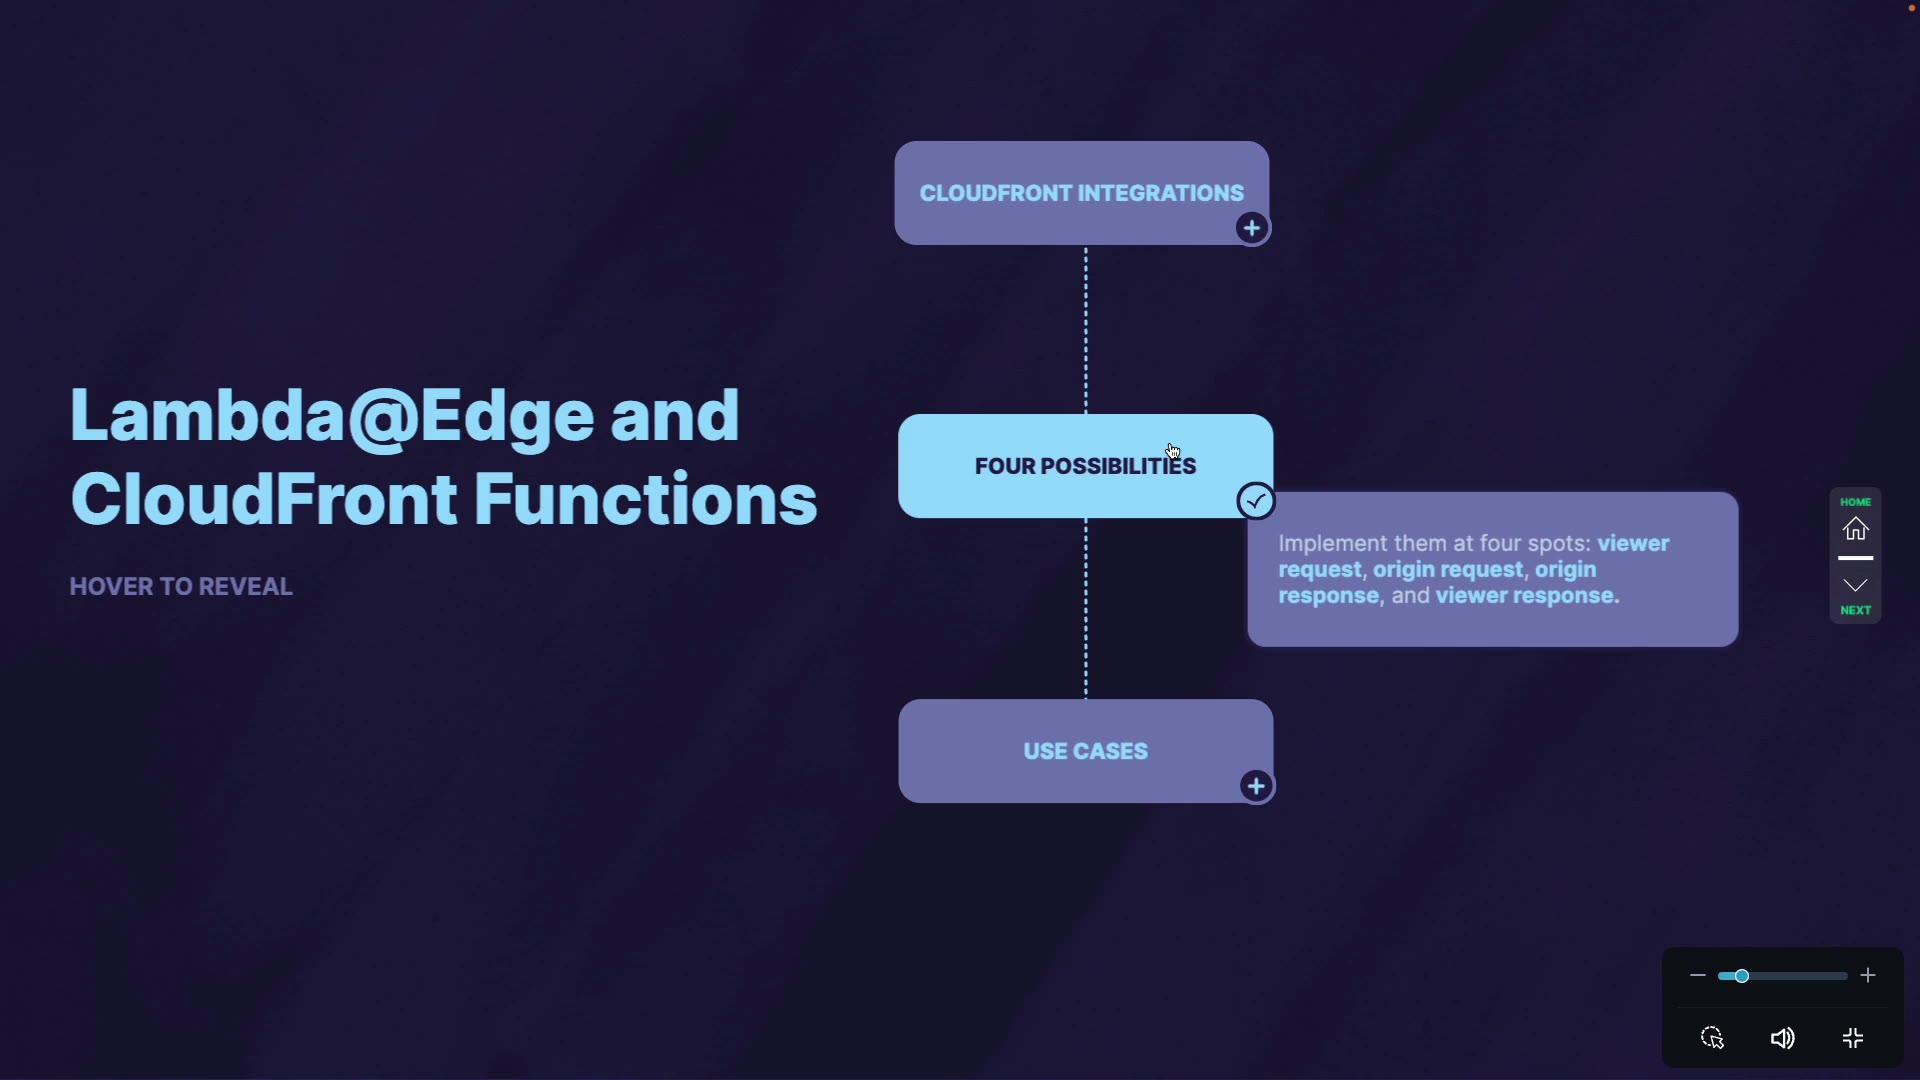 Lambda@Edge and
CloudFront Functions
HOVER TO REVEAL
CLOUDFRONT INTEGRATIONS
FOUR POSSIBILITIES
Implement them at four spots: viewer
request, origin request, origin
response, and viewer response.
USE CASES
HOME
NEXT